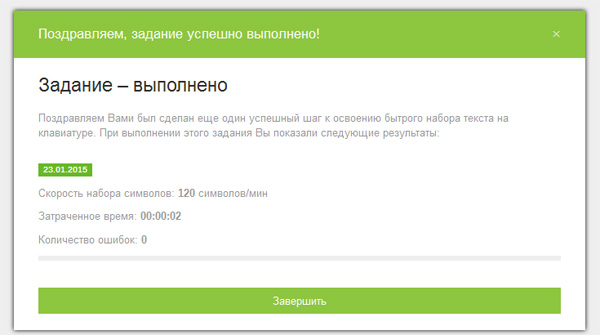 Поздравляем, задание успешно выполнено! ×
Задание – выполнено
Поздравляем Вами был сделан еще один успешный шаг к освоению бытрого набора текста на
клавиатуре. При выполнении этого задания Вы показали следующие результаты:
23.01.2015
Скорость набора символов: 120 символов/мин
Затраченное время: 00:00:02
Количество ошибок: 0
Завершить